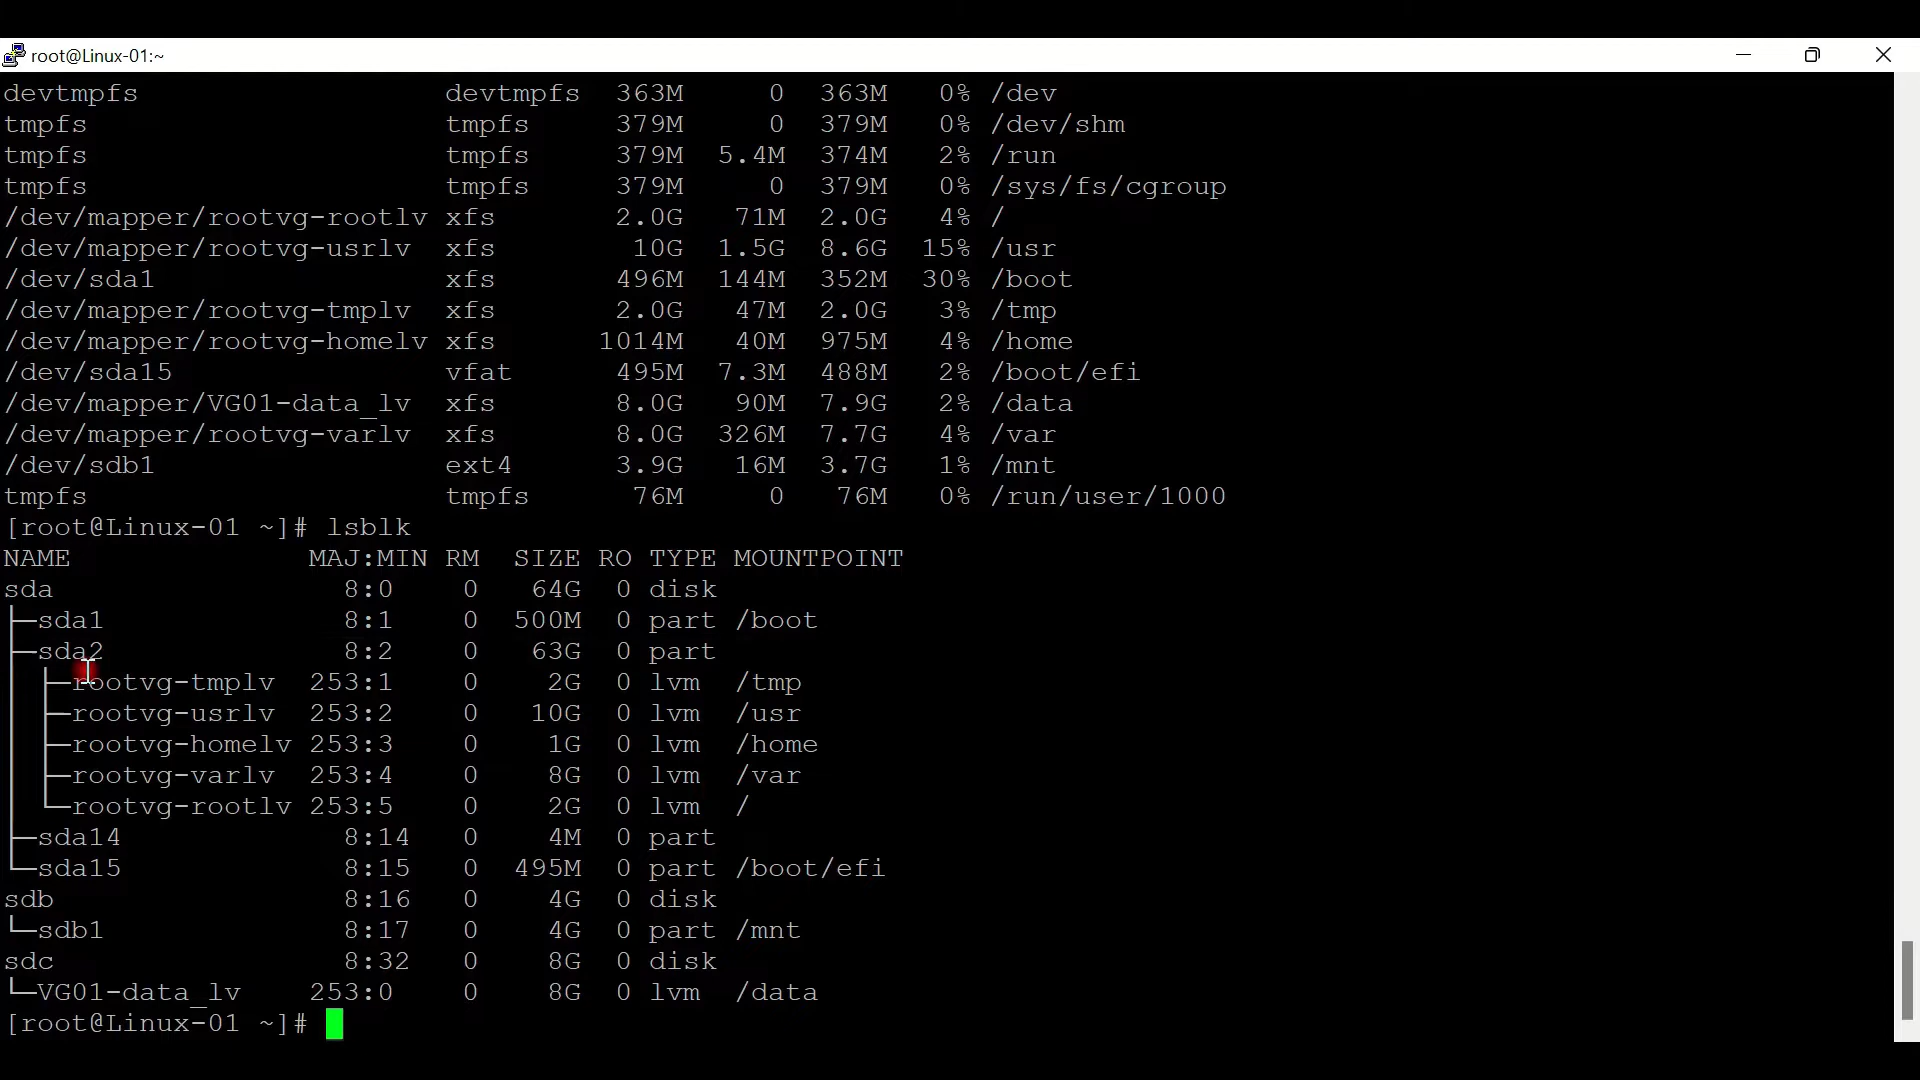 root@Linux-01:~
devtmpfs devtmpfs 363M 0 363M 0% /dev
tmpfs tmpfs 379M 0 379M 0% /dev/shm
tmpfs tmpfs 379M 5.4M 374M 2% /run
tmpfs tmpfs 379M 0 379M 0% /sys/fs/cgroup
/dev/mapper/rootvg-rootlv xfs 2.0G 71M 2.0G 4% /
/dev/mapper/rootvg-usrlv xfs 10G 1.5G 8.6G 15% /usr
/dev/sda1 xfs 496M 144M 352M 30% /boot
/dev/mapper/rootvg-tmplv xfs 2.0G 47M 2.0G 3% /tmp
/dev/mapper/rootvg-homelv xfs 1014M 40M 975M 4% /home
/dev/sda15 vfat 495M 7.3M 488M 2% /boot/efi
/dev/mapper/VG01-data_lv xfs 8.0G 90M 7.9G 2% /data
/dev/mapper/rootvg-varlv xfs 8.0G 326M 7.7G 4% /var
/dev/sdb1 ext4 3.9G 16M 3.7G 1% /mnt
tmpfs tmpfs 76M 0 76M 0% /run/user/1000
[root@Linux-01 ~]# lsblk
NAME MAJ:MIN RM SIZE RO TYPE MOUNTPOINT
sda 8:0 0 64G 0 disk
├─sda1 8:1 0 500M 0 part /boot
├─sda2 8:2 0 63G 0 part
│ ├─rootvg-tmplv 253:1 0 2G 0 lvm /tmp
│ ├─rootvg-usrlv 253:2 0 10G 0 lvm /usr
│ ├─rootvg-homelv 253:3 0 1G 0 lvm /home
│ ├─rootvg-varlv 253:4 0 8G 0 lvm /var
│ └─rootvg-rootlv 253:5 0 2G 0 lvm /
├─sda14 8:14 0 4M 0 part
└─sda15 8:15 0 495M 0 part /boot/efi
sdb 8:16 0 4G 0 disk
└─sdb1 8:17 0 4G 0 part /mnt
sdc 8:32 0 8G 0 disk
└─VG01-data_lv 253:0 0 8G 0 lvm /data
[root@Linux-01 ~]#